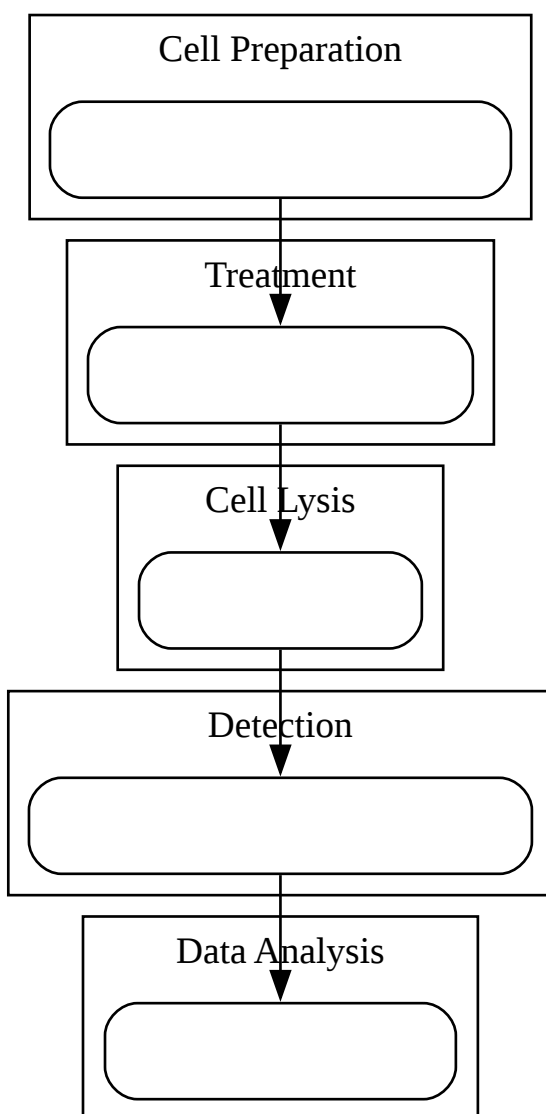 Cell Preparation
Treatment
Cell Lysis
Detection
Data Analysis